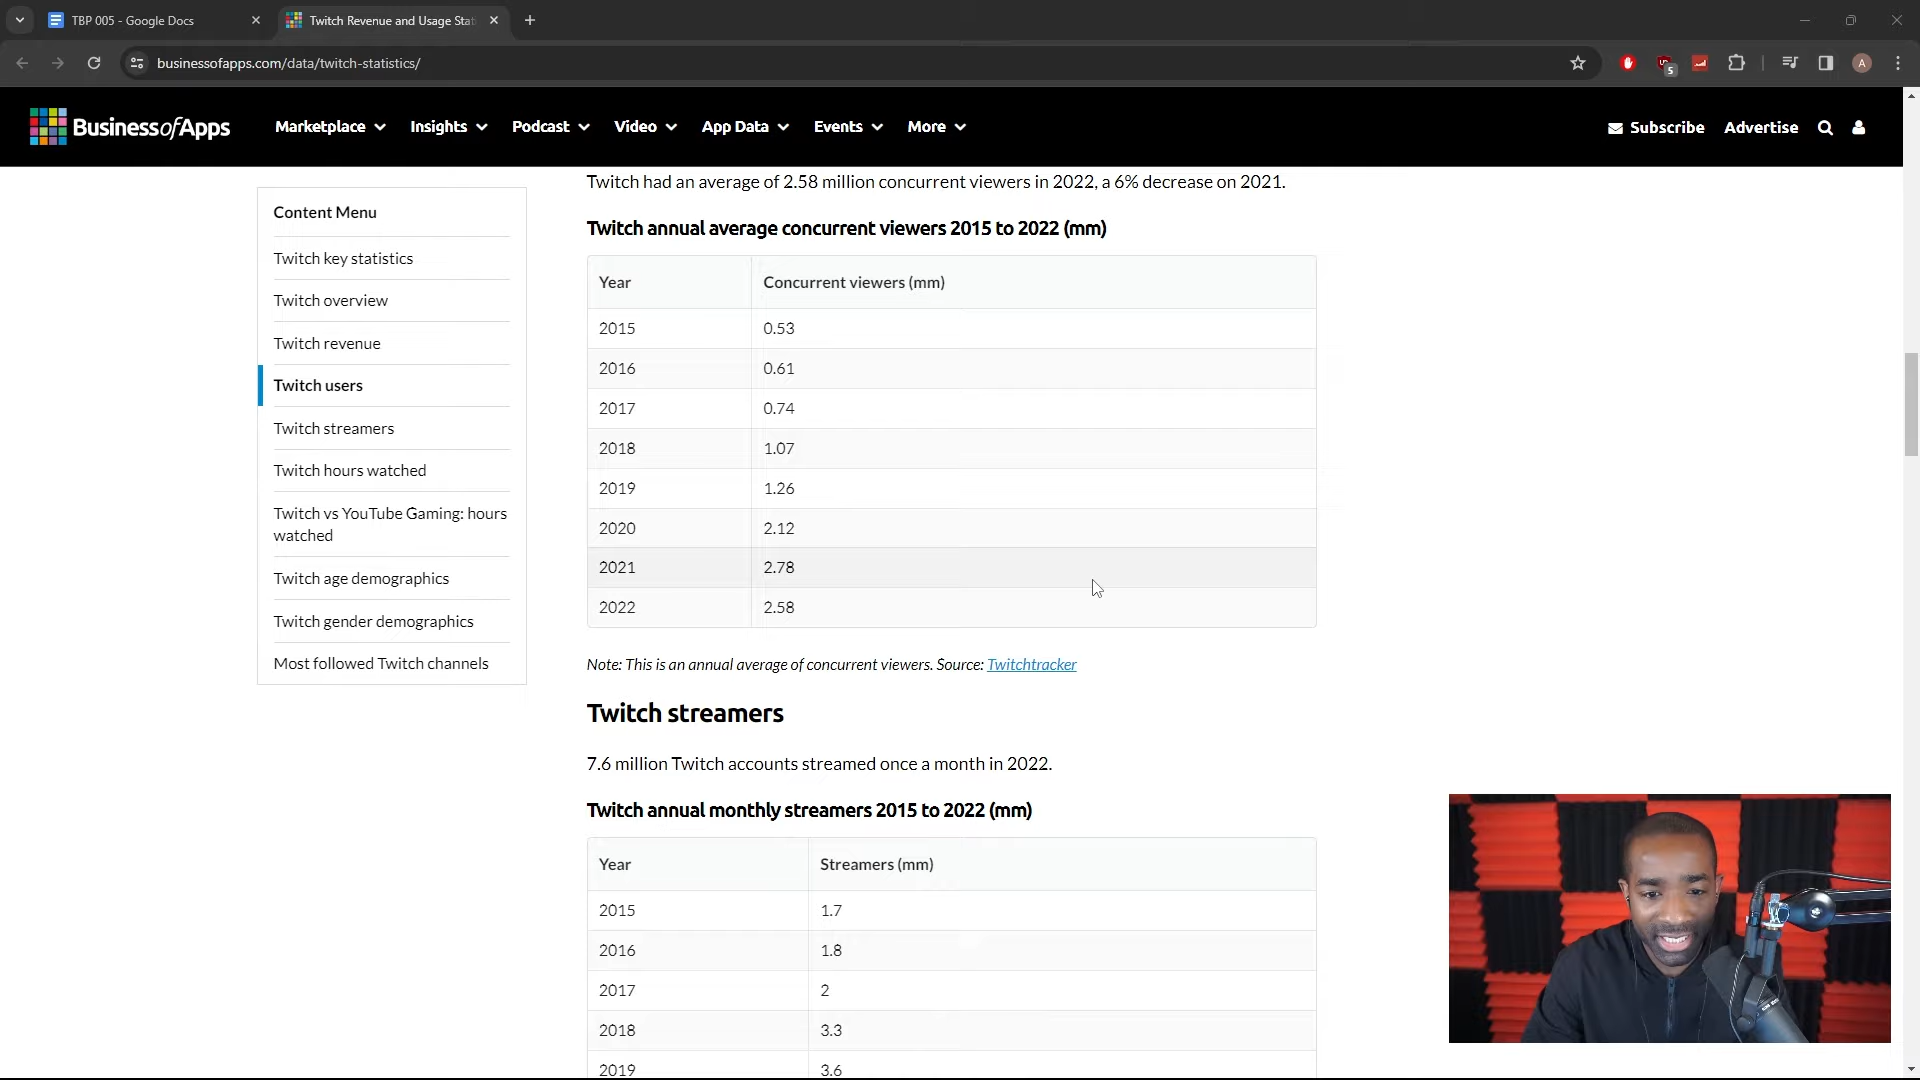 TBP 005 - Google Docs
Twitch Revenue and Usage Stat
businessofapps.com/data/twitch-statistics/
5
A
BusinessofApps
Marketplace
Insights
Podcast
Video
App Data
Events
More
Subscribe
Advertise
Content Menu
Twitch key statistics
Twitch overview
Twitch revenue
Twitch users
Twitch streamers
Twitch hours watched
Twitch vs YouTube Gaming: hours
watched
Twitch age demographics
Twitch gender demographics
Most followed Twitch channels
Twitch had an average of 2.58 million concurrent viewers in 2022, a 6% decrease on 2021.
Twitch annual average concurrent viewers 2015 to 2022 (mm)
Year Concurrent viewers (mm)
2015 0.53
2016 0.61
2017 0.74
2018 1.07
2019 1.26
2020 2.12
2021 2.78
2022 2.58
Note: This is an annual average of concurrent viewers. Source: Twitchtracker
Twitch streamers
7.6 million Twitch accounts streamed once a month in 2022.
Twitch annual monthly streamers 2015 to 2022 (mm)
Year Streamers (mm)
2015 1.7
2016 1.8
2017 2
2018 3.3
2019 3.6